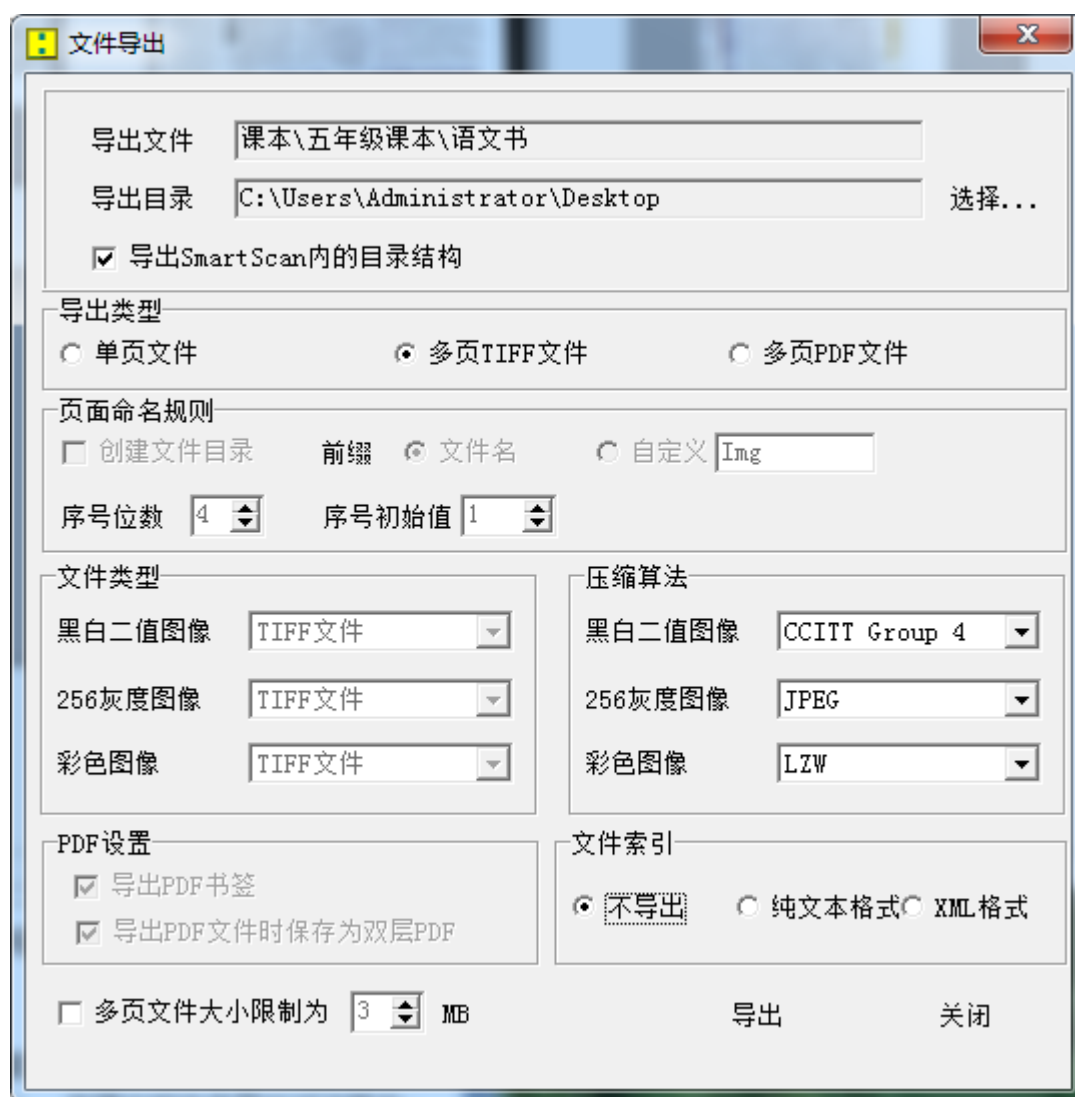 文件导出
导出文件 课本\五年级课本\语文书
导出目录 C:\Users\Administrator\Desktop 选择...
导出SmartScan内的目录结构
导出类型
单页文件 多页TIFF文件 多页PDF文件
页面命名规则
创建文件目录 前缀 文件名 自定义 Img
序号位数 4 序号初始值 1
文件类型 压缩算法
黑白二值图像 TIFF文件 黑白二值图像 CCITT Group 4
256灰度图像 TIFF文件 256灰度图像 JPEG
彩色图像 TIFF文件 彩色图像 LZW
PDF设置 文件索引
导出PDF书签
不导出 纯文本格式 XML格式
导出PDF文件时保存为双层PDF
多页文件大小限制为 3 MB 导出 关闭